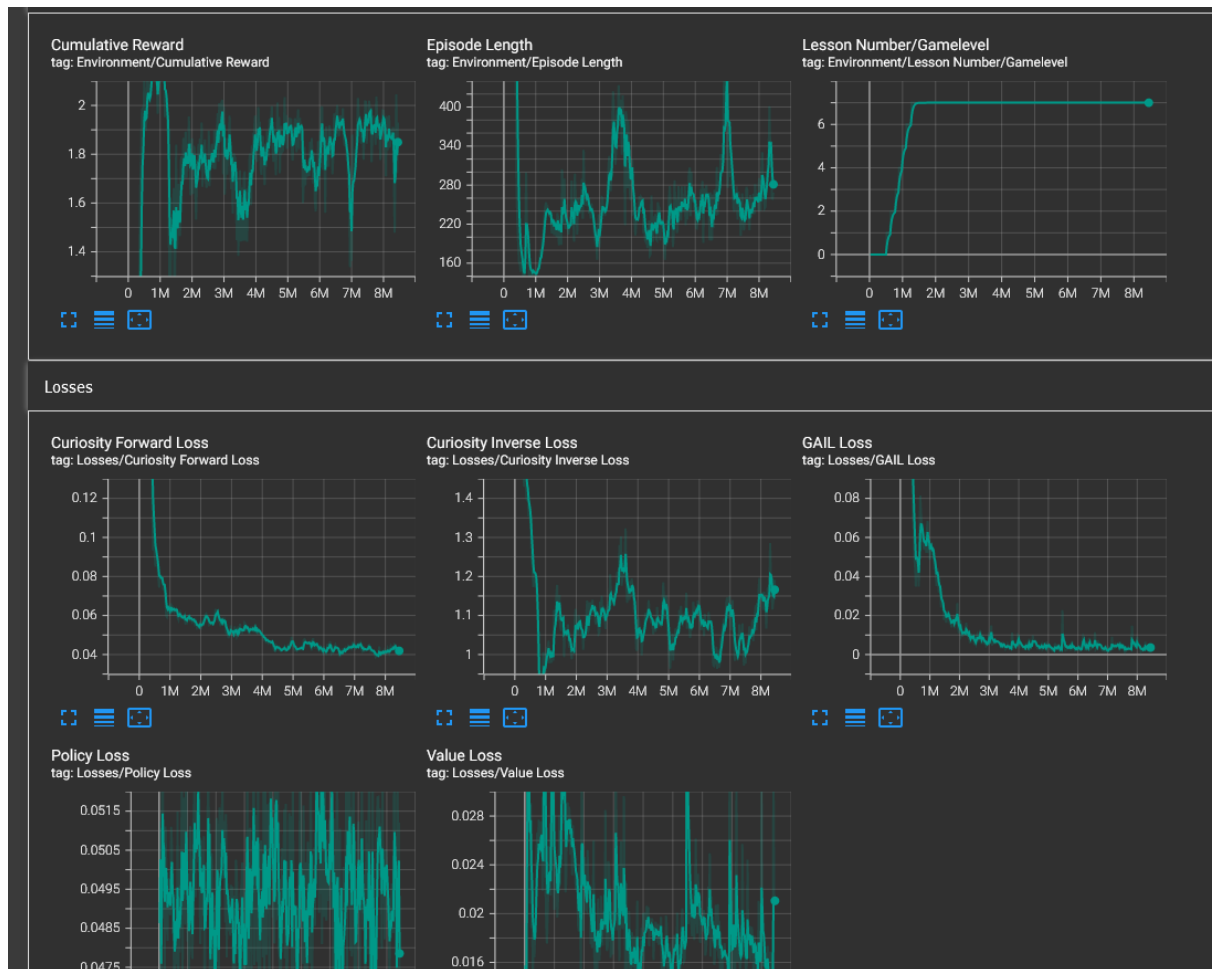 Cumulative Reward
tag: Environment/Cumulative Reward
2
1.8
1.6
1.4
0 1M 2M 3M 4M 5M 6M 7M 8M
Episode Length
tag: Environment/Episode Length
400
340
280
220
160
0 1M 2M 3M 4M 5M 6M 7M 8M
Lesson Number/Gamelevel
tag: Environment/Lesson Number/Gamelevel
6
4
2
0
0 1M 2M 3M 4M 5M 6M 7M 8M
Losses
Curiosity Forward Loss
tag: Losses/Curiosity Forward Loss
0.12
0.1
0.08
0.06
0.04
0 1M 2M 3M 4M 5M 6M 7M 8M
Curiosity Inverse Loss
tag: Losses/Curiosity Inverse Loss
1.4
1.3
1.2
1.1
1
0 1M 2M 3M 4M 5M 6M 7M 8M
GAIL Loss
tag: Losses/GAIL Loss
0.08
0.06
0.04
0.02
0
0 1M 2M 3M 4M 5M 6M 7M 8M
Policy Loss
tag: Losses/Policy Loss
0.0515
0.0505
0.0495
0.0485
0.0475
Value Loss
tag: Losses/Value Loss
0.028
0.024
0.02
0.016